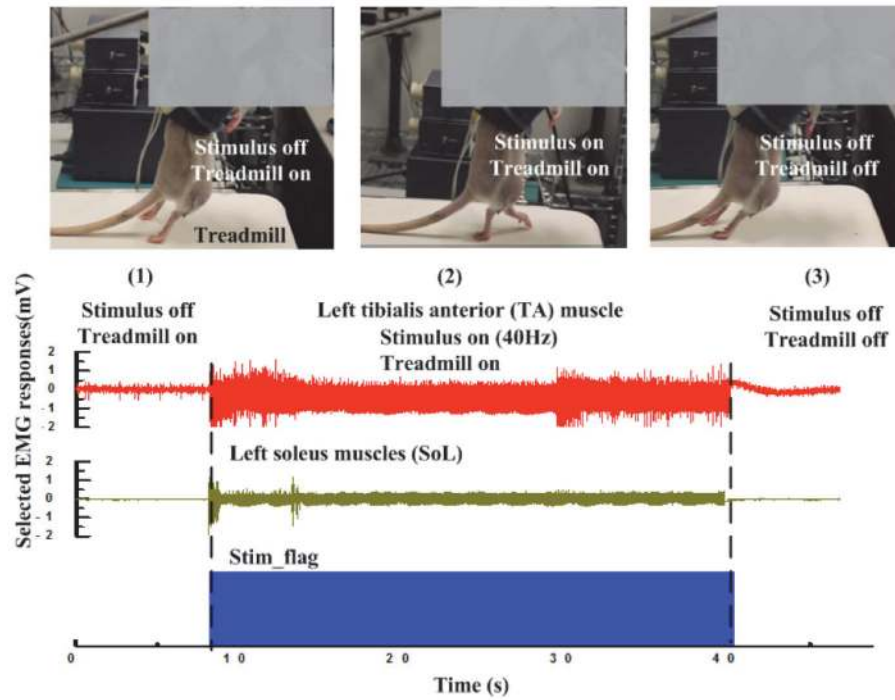 Stimulus off
Treadmill on
Treadmill
Stimulus on
Treadmill on
Stimulus off
Treadmill off
(1)
(2)
(3)
Stimulus off
Treadmill on
Left tibialis anterior (TA) muscle
Stimulus on (40Hz)
Treadmill on
Stimulus off
Treadmill off
Selected EMG responses(mV)
2
1
0
- 1
- 2
Left soleus muscles (SoL)
2
1
0
- 1
- 2
Stim_flag
0 10 20 30 40
Time (s)